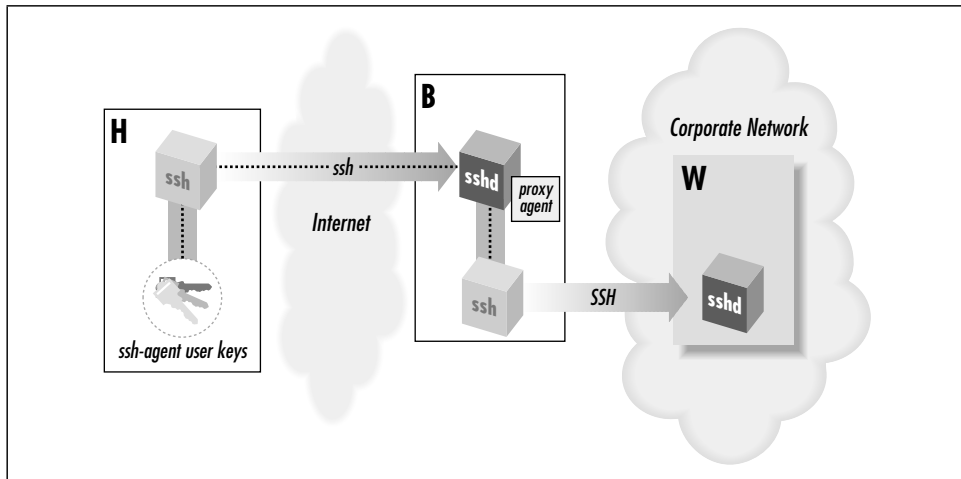 H
ssh
ssh-agent user keys
ssh
Internet
B
sshd
proxy
agent
ssh
SSH
Corporate Network
W
sshd